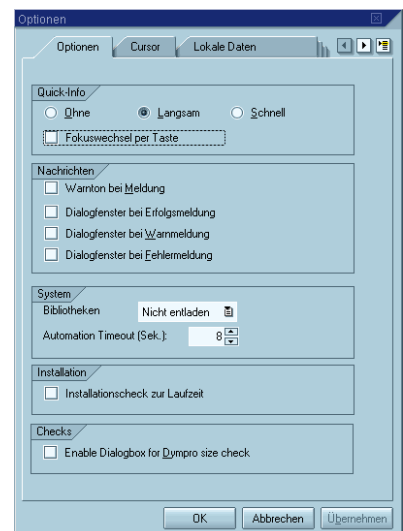 Optionen
Optionen Cursor Lokale Daten
Quick-Info
Ohne Langsam Schnell
Fokuswechsel per Taste
Nachrichten
Warnton bei Meldung
Dialogfenster bei Erfolgsmeldung
Dialogfenster bei Warnmeldung
Dialogfenster bei Fehlermeldung
System
Bibliotheken Nicht entladen
Automation Timeout (Sek.): 8
Installation
Installationscheck zur Laufzeit
Checks
Enable Dialogbox for Dympro size check
OK Abbrechen Übernehmen